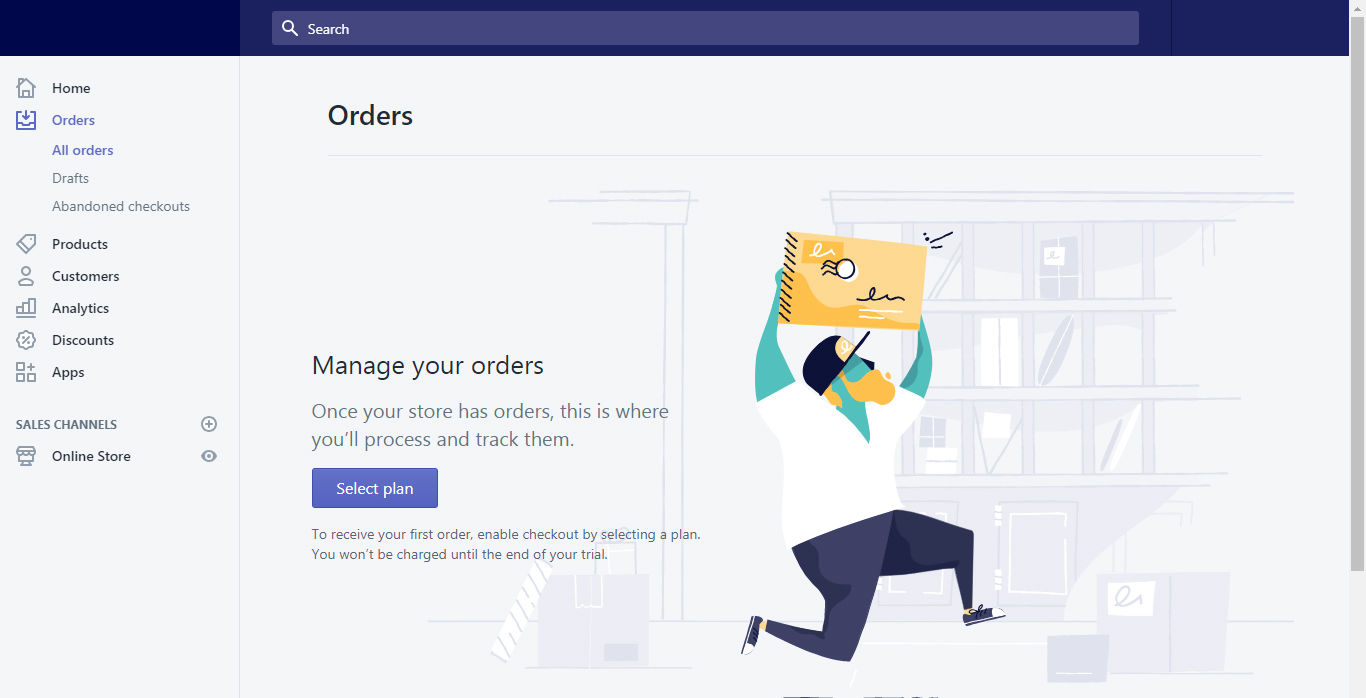 Search
Home
Orders
All orders
Drafts
Abandoned checkouts
Products
Customers
Analytics
Discounts
Apps
SALES CHANNELS
Online Store
Orders
Manage your orders
Once your store has orders, this is where
you’ll process and track them.
Select plan
To receive your first order, enable checkout by selecting a plan.
You won’t be charged until the end of your trial.